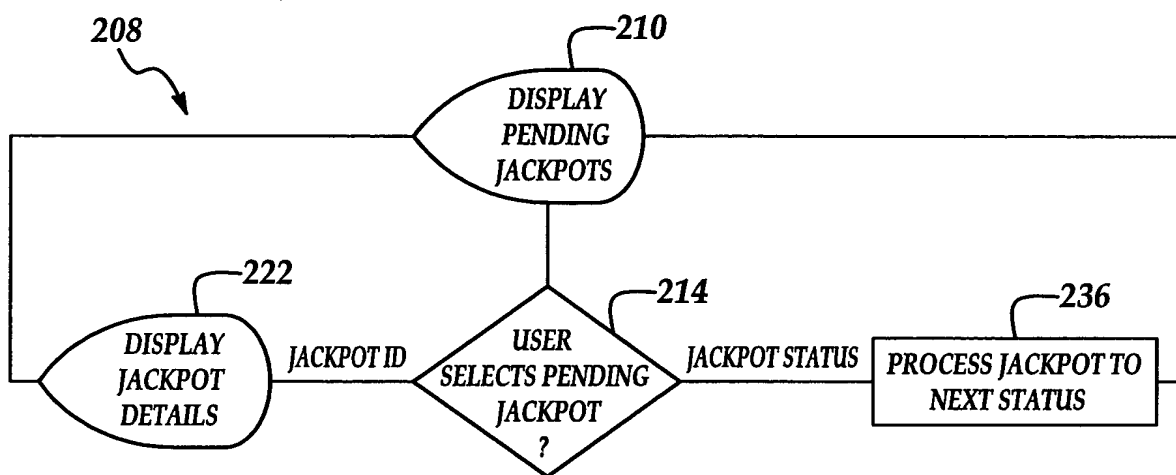 208
210
DISPLAY
PENDING
JACKPOTS
222
214
236
DISPLAY
JACKPOT
DETAILS
JACKPOT ID
USER
SELECTS PENDING
JACKPOT
?
JACKPOT STATUS
PROCESS JACKPOT TO
NEXT STATUS